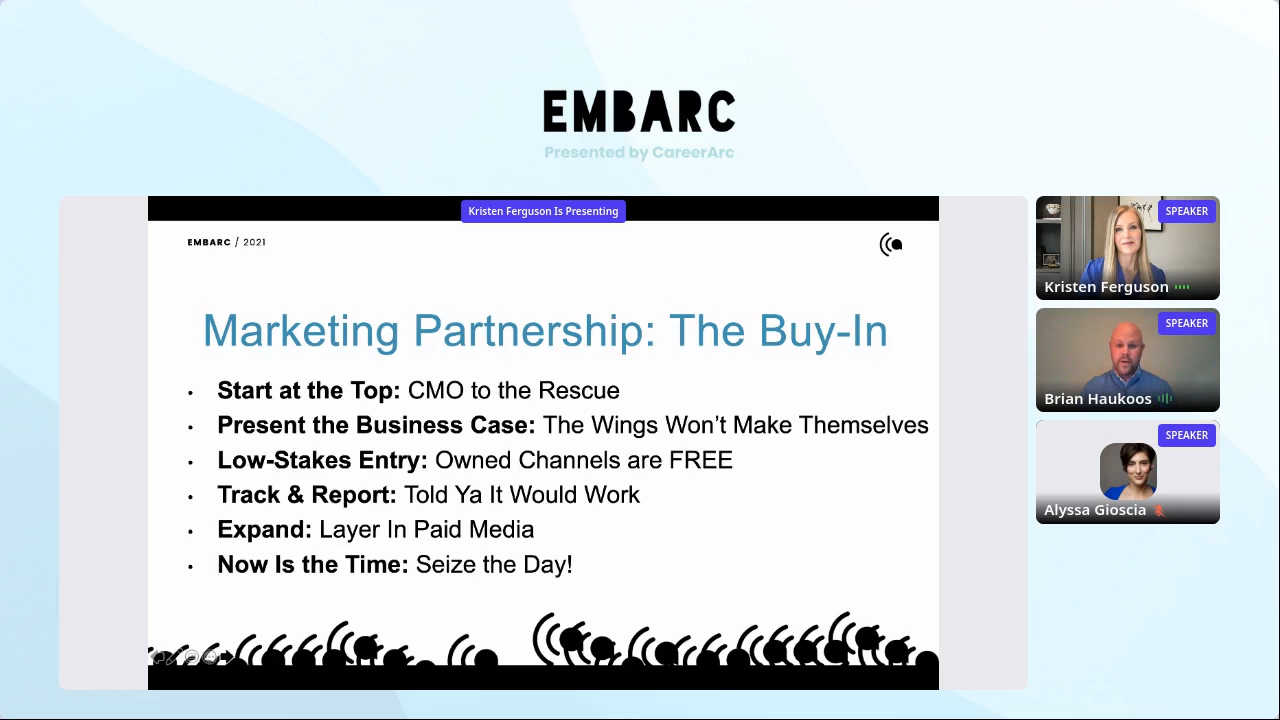 EMBARC
Presented by CareerArc
Kristen Ferguson Is Presenting
EMBARC / 2021
Marketing Partnership: The Buy-In
• Start at the Top: CMO to the Rescue
• Present the Business Case: The Wings Won’t Make Themselves
• Low-Stakes Entry: Owned Channels are FREE
• Track & Report: Told Ya It Would Work
• Expand: Layer In Paid Media
• Now Is the Time: Seize the Day!
SPEAKER
Kristen Ferguson
SPEAKER
Brian Haukoos
SPEAKER
Alyssa Gioscia